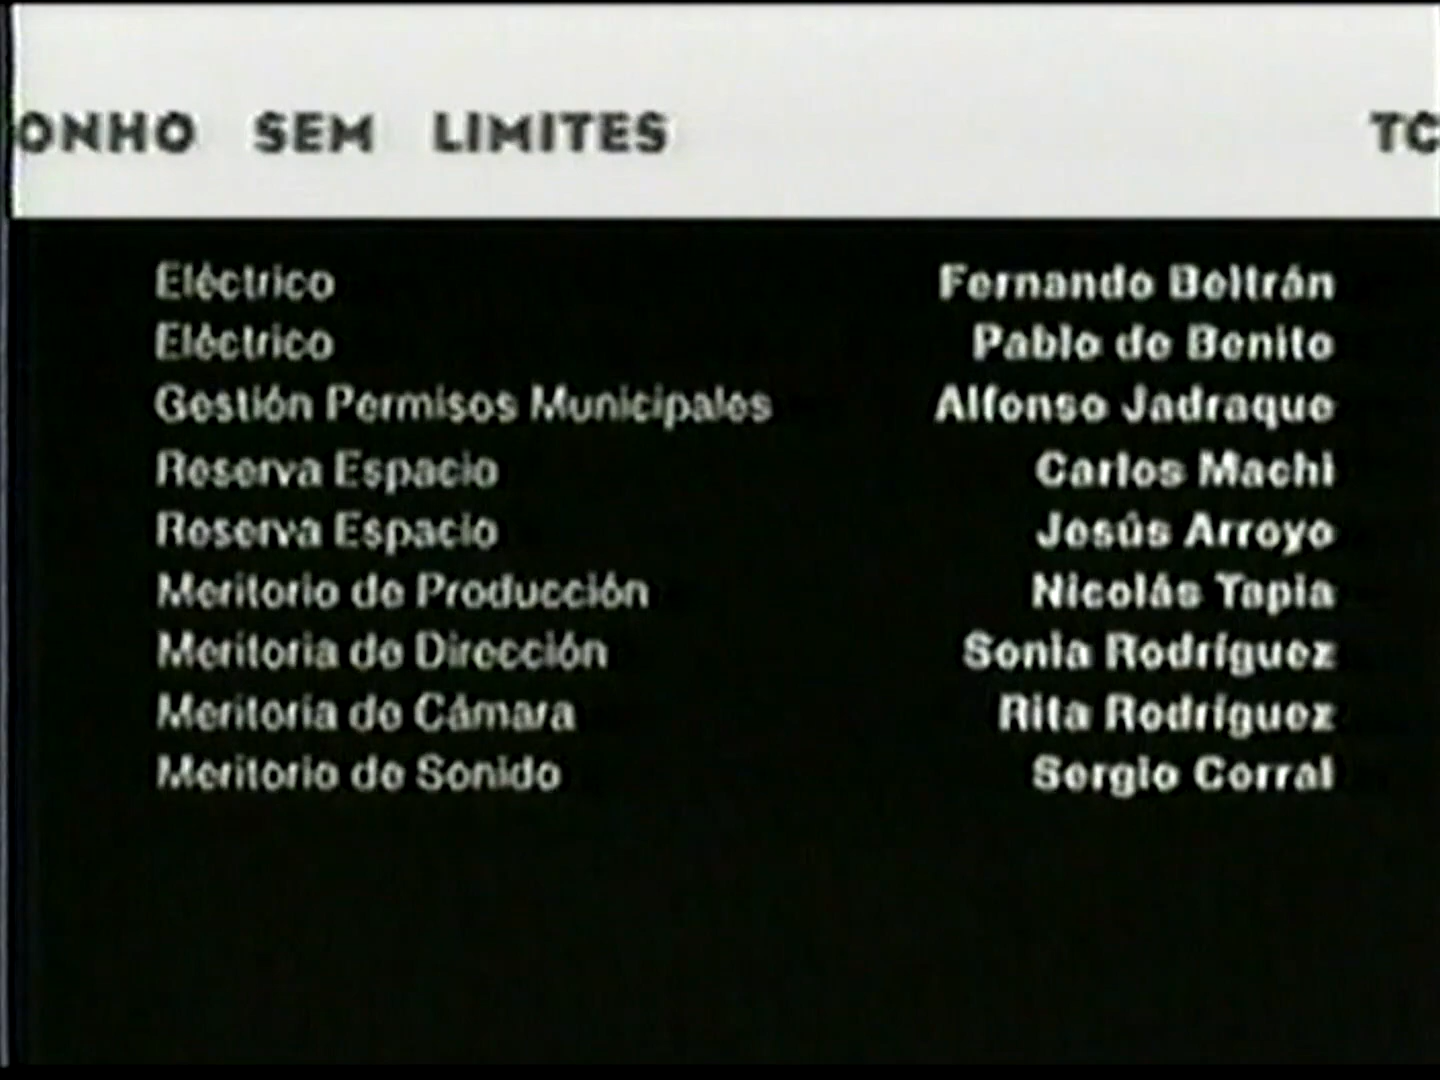 ONHO SEM LIMITES TC
Eléctrico Fernando Beltrán
Eléctrico Pablo de Benito
Gestión Permisos Municipales Alfonso Jadraque
Reserva Espacio Carlos Machi
Reserva Espacio Jesús Arroyo
Meritorio de Producción Nicolás Tapia
Meritoria de Dirección Sonia Rodríguez
Meritoria de Cámara Rita Rodríguez
Meritorio de Sonido Sergio Corral